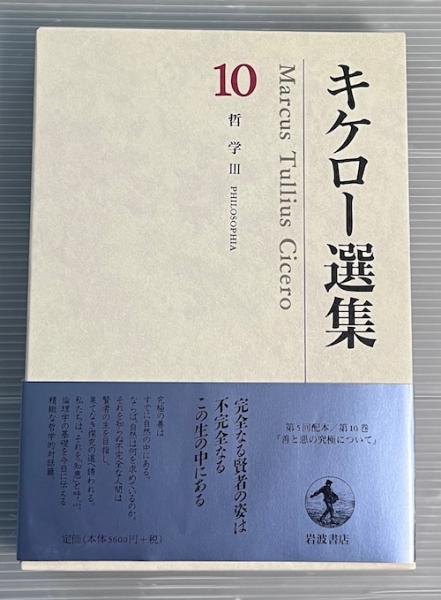 キケロー選集
Marcus Tullius Cicero
10
哲学III PHILOSOPHIA
第5回配本/第10巻
「善と悪の究極について」
岩波書店
完全なる賢者の姿は
不完全なる
この生の中にある
究極の善は
すでに自然の中にある。
ならば、自然は何を求めているのか。
それを知らぬ不完全な人間は
賢者の生を目指し、
果てなき探究の道へ誘われる。
私たちは、それを〝知恵〟と呼ぶ。
倫理学の基礎を今日に伝える
精緻な哲学的対話篇。
定価(本体5600円+税)